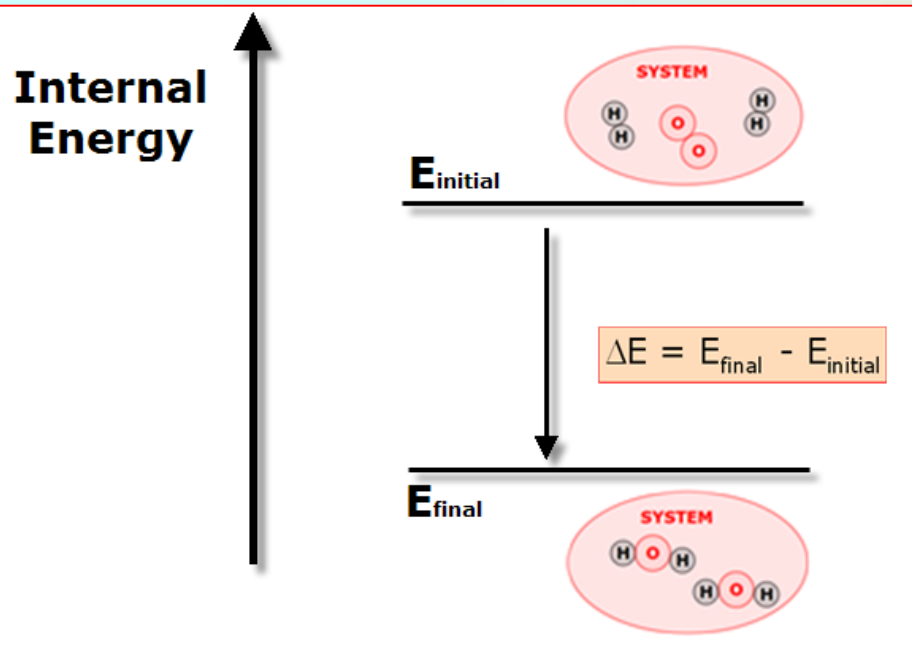 Internal
Energy
SYSTEM
H
H
O
O
H
H
Einitial
ΔE = Efinal - Einitial
Efinal
SYSTEM
H O H
H O H